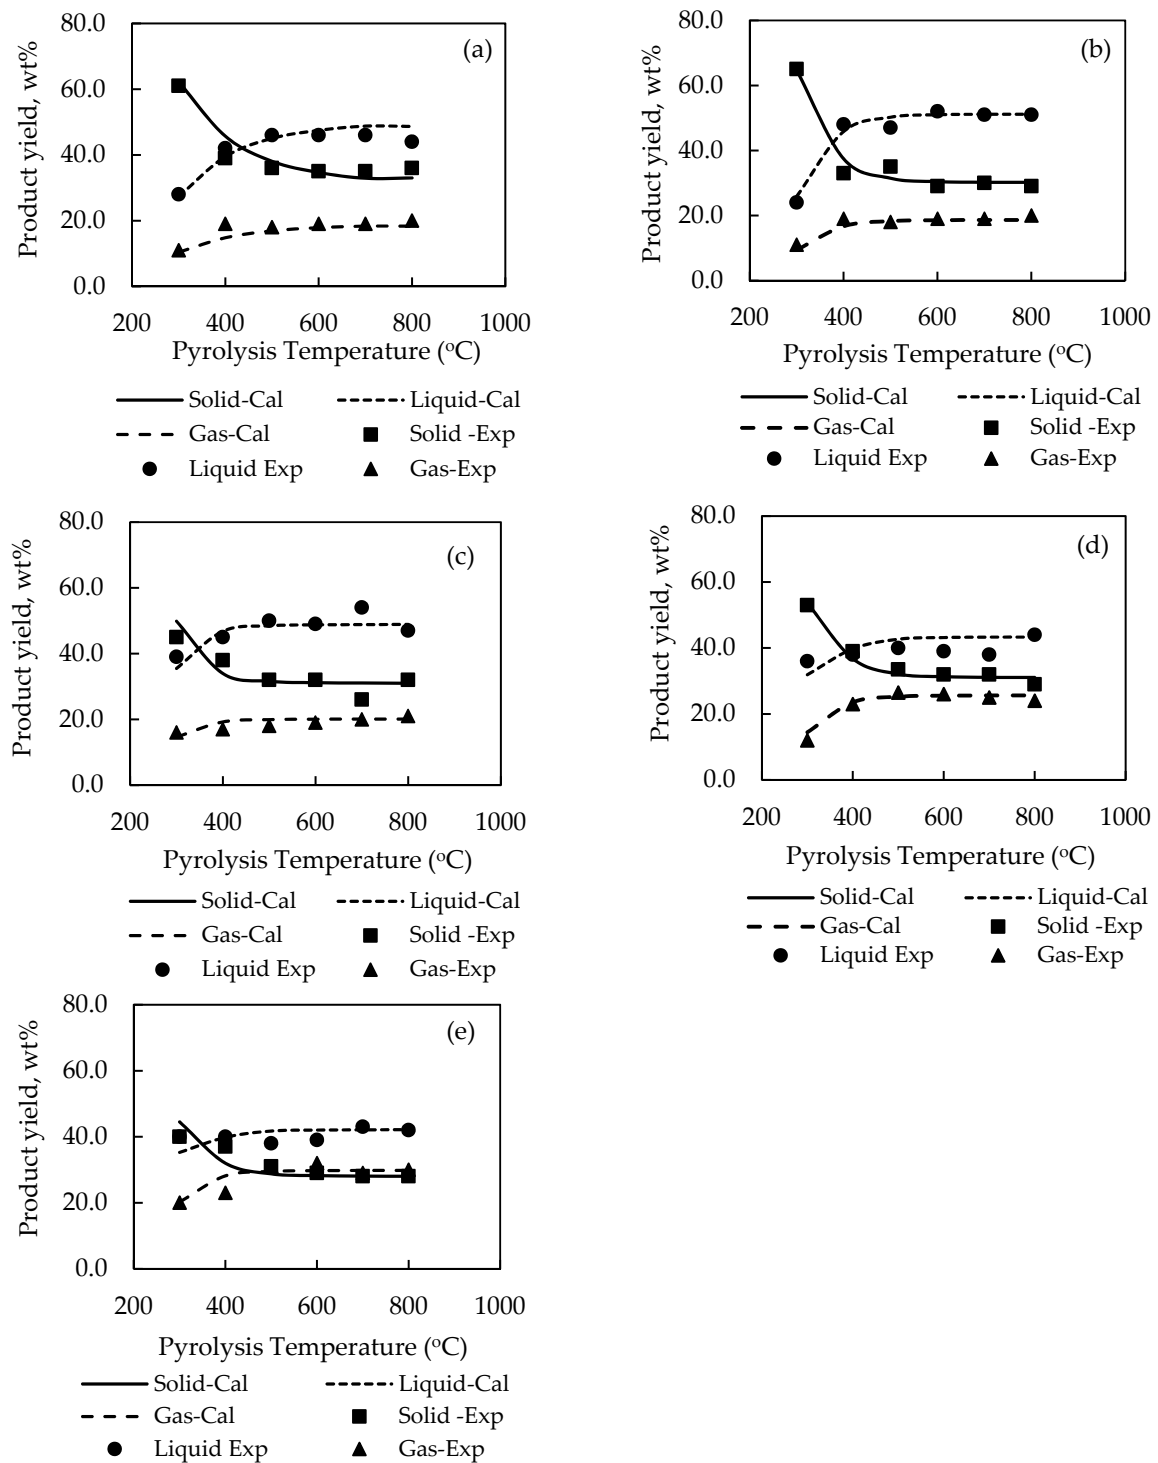 80.0
60.0
40.0
20.0
0.0
Product yield, wt%
(a)
200 400 600 800 1000
Pyrolysis Temperature (°C)
Solid-Cal Liquid-Cal
Gas-Cal Solid -Exp
Liquid Exp Gas-Exp
80.0
60.0
40.0
20.0
0.0
Product yield, wt%
(b)
200 400 600 800 1000
Pyrolysis Temperature (°C)
Solid-Cal Liquid-Cal
Gas-Cal Solid -Exp
Liquid Exp Gas-Exp
80.0
60.0
40.0
20.0
0.0
Product yield, wt%
(c)
200 400 600 800 1000
Pyrolysis Temperature (°C)
Solid-Cal Liquid-Cal
Gas-Cal Solid -Exp
Liquid Exp Gas-Exp
80.0
60.0
40.0
20.0
0.0
Product yield, wt%
(d)
200 400 600 800 1000
Pyrolysis Temperature (°C)
Solid-Cal Liquid-Cal
Gas-Cal Solid -Exp
Liquid Exp Gas-Exp
80.0
60.0
40.0
20.0
0.0
Product yield, wt%
(e)
200 400 600 800 1000
Pyrolysis Temperature (°C)
Solid-Cal Liquid-Cal
Gas-Cal Solid -Exp
Liquid Exp Gas-Exp